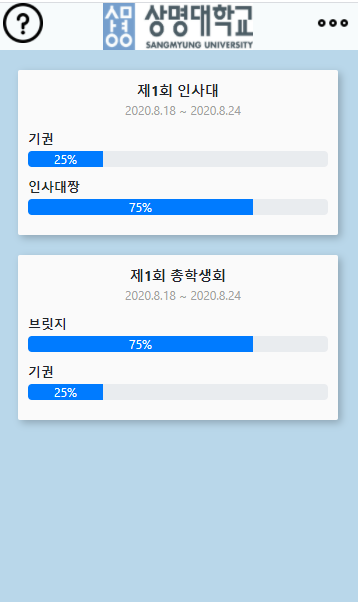 ?
상명
상명대학교
SANGMYUNG UNIVERSITY
제1회 인사대
2020.8.18 ~ 2020.8.24
기권
25%
인사대짱
75%
제1회 총학생회
2020.8.18 ~ 2020.8.24
브릿지
75%
기권
25%